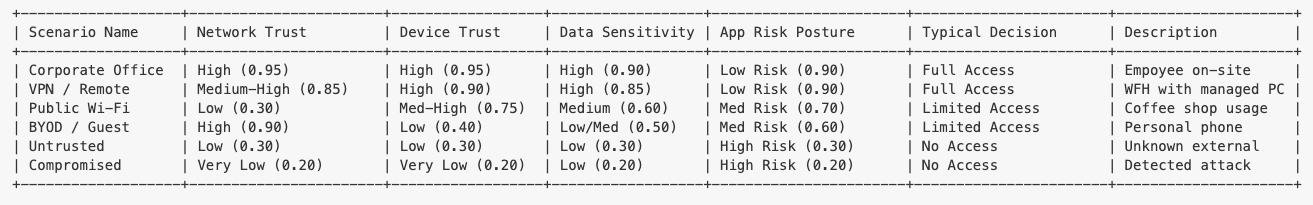 +-------------------+-----------------------+------------------+------------------+-----------------------+-----------------------+---------------------+
| Scenario Name | Network Trust | Device Trust | Data Sensitivity | App Risk Posture | Typical Decision | Description |
+-------------------+-----------------------+------------------+------------------+-----------------------+-----------------------+---------------------+
| Corporate Office | High (0.95) | High (0.95) | High (0.90) | Low Risk (0.90) | Full Access | Empoyee on-site |
| VPN / Remote | Medium-High (0.85) | High (0.90) | High (0.85) | Low Risk (0.90) | Full Access | WFH with managed PC |
| Public Wi-Fi | Low (0.30) | Med-High (0.75) | Medium (0.60) | Med Risk (0.70) | Limited Access | Coffee shop usage |
| BYOD / Guest | High (0.90) | Low (0.40) | Low/Med (0.50) | Med Risk (0.60) | Limited Access | Personal phone |
| Untrusted | Low (0.30) | Low (0.30) | Low (0.30) | High Risk (0.30) | No Access | Unknown external |
| Compromised | Very Low (0.20) | Very Low (0.20) | Low (0.20) | High Risk (0.20) | No Access | Detected attack |
+-------------------+-----------------------+------------------+------------------+-----------------------+-----------------------+---------------------+